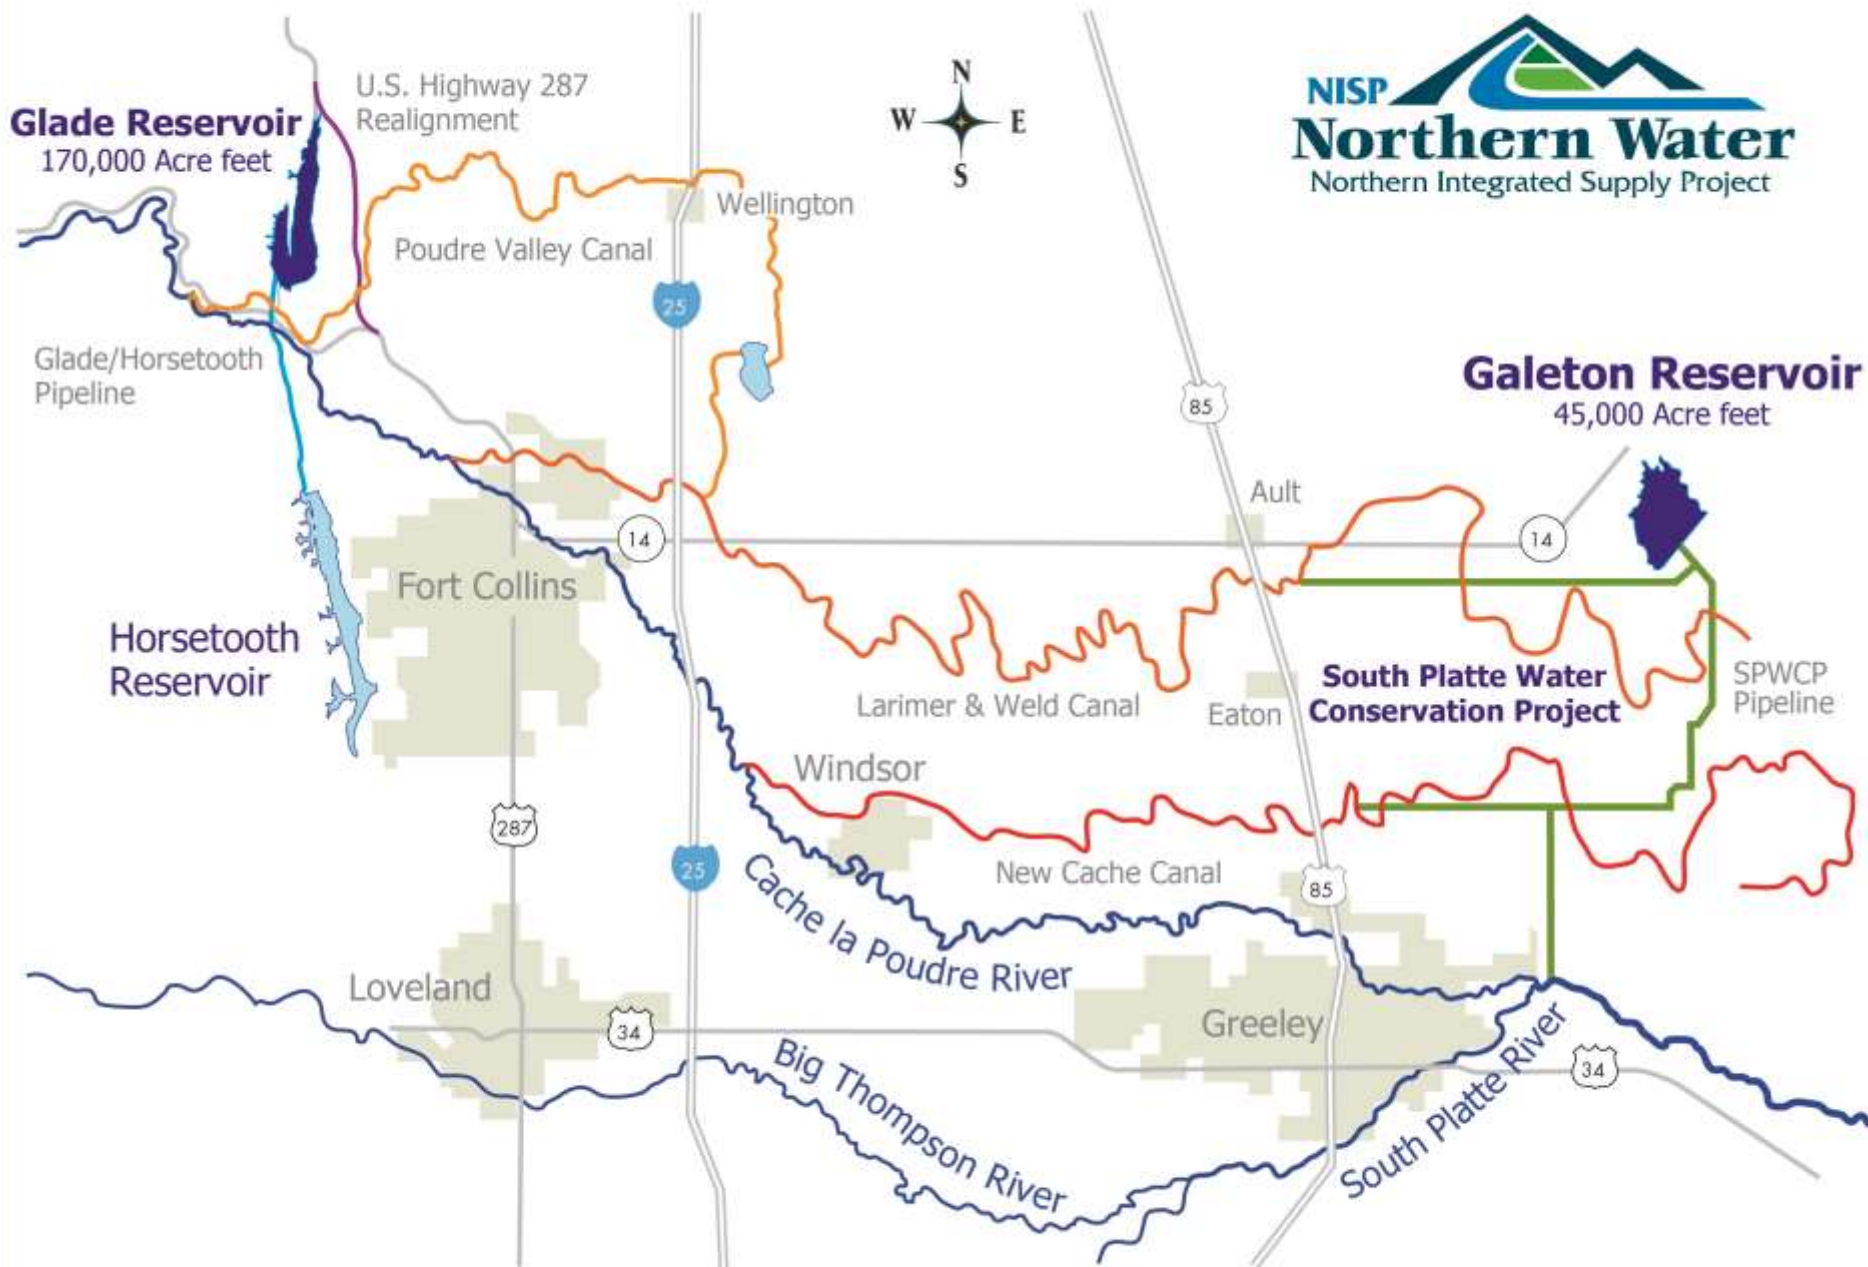 NISP
Northern Water
Northern Integrated Supply Project
N
W
E
S
U.S. Highway 287
Realignment
Glade Reservoir
170,000 Acre feet
Wellington
Poudre Valley Canal
25
Glade/Horsetooth
Pipeline
85
Galeton Reservoir
45,000 Acre feet
Ault
14
14
Fort Collins
Horsetooth
Reservoir
Larimer & Weld Canal
Eaton
South Platte Water
Conservation Project
SPWCP
Pipeline
Windsor
287
25
New Cache Canal
85
Cache la Poudre River
Loveland
34
Greeley
Big Thompson River
South Platte River
34